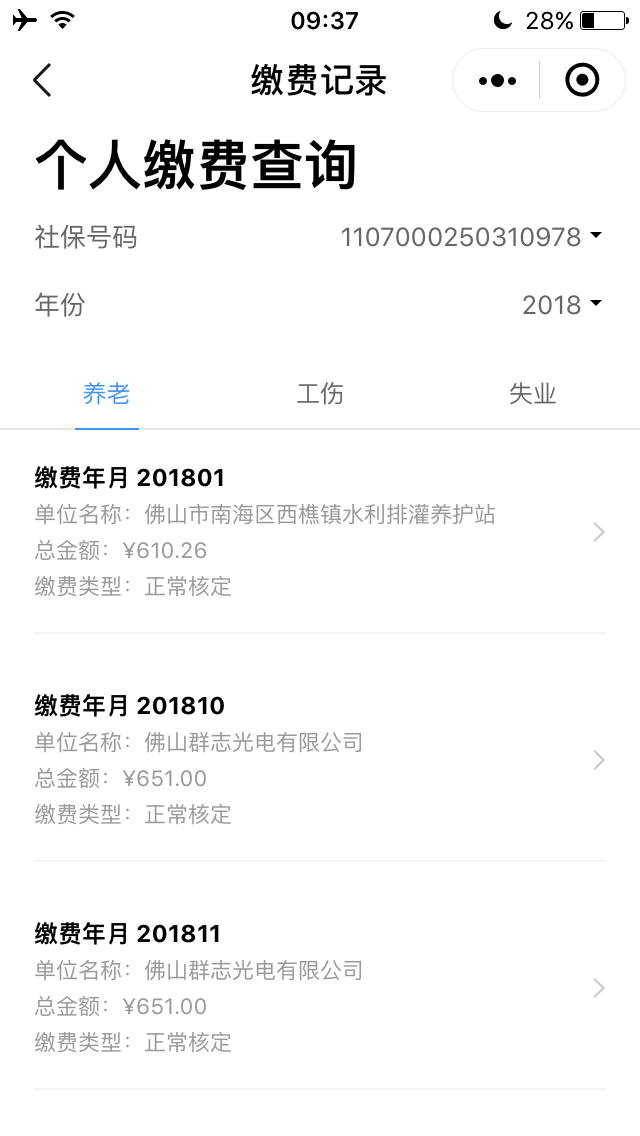 09:37
28%
缴费记录
个人缴费查询
社保号码 1107000250310978
年份 2018
养老 工伤 失业
缴费年月 201801
单位名称：佛山市南海区西樵镇水利排灌养护站
总金额：¥610.26
缴费类型：正常核定
缴费年月 201810
单位名称：佛山群志光电有限公司
总金额：¥651.00
缴费类型：正常核定
缴费年月 201811
单位名称：佛山群志光电有限公司
总金额：¥651.00
缴费类型：正常核定